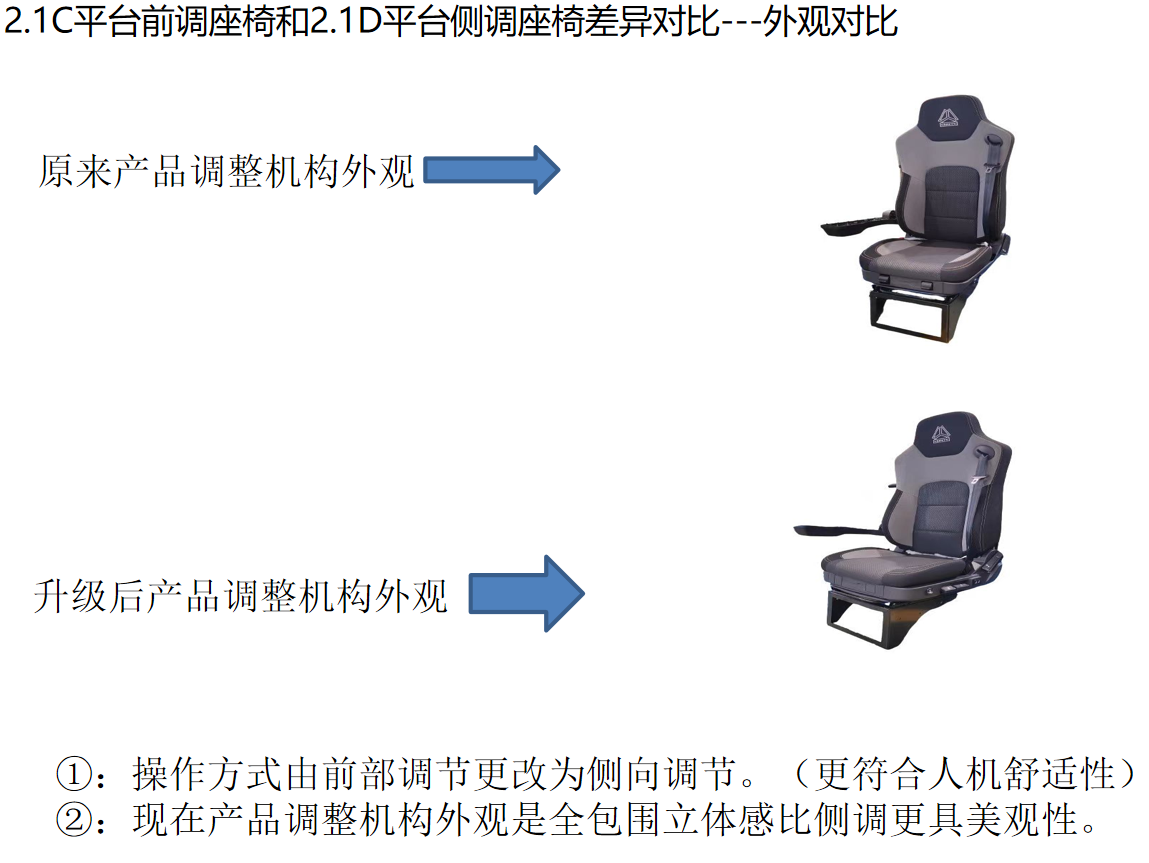 2.1C平台前调座椅和2.1D平台侧调座椅差异对比---外观对比
原来产品调整机构外观
升级后产品调整机构外观
①：操作方式由前部调节更改为侧向调节。（更符合人机舒适性）
②：现在产品调整机构外观是全包围立体感比侧调更具美观性。